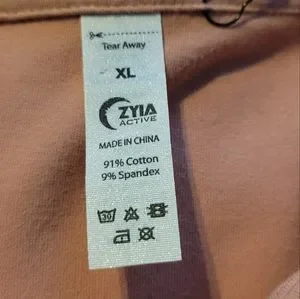 Tear Away
XL
ZYIA
ACTIVE
MADE IN CHINA
91% Cotton
9% Spandex
30